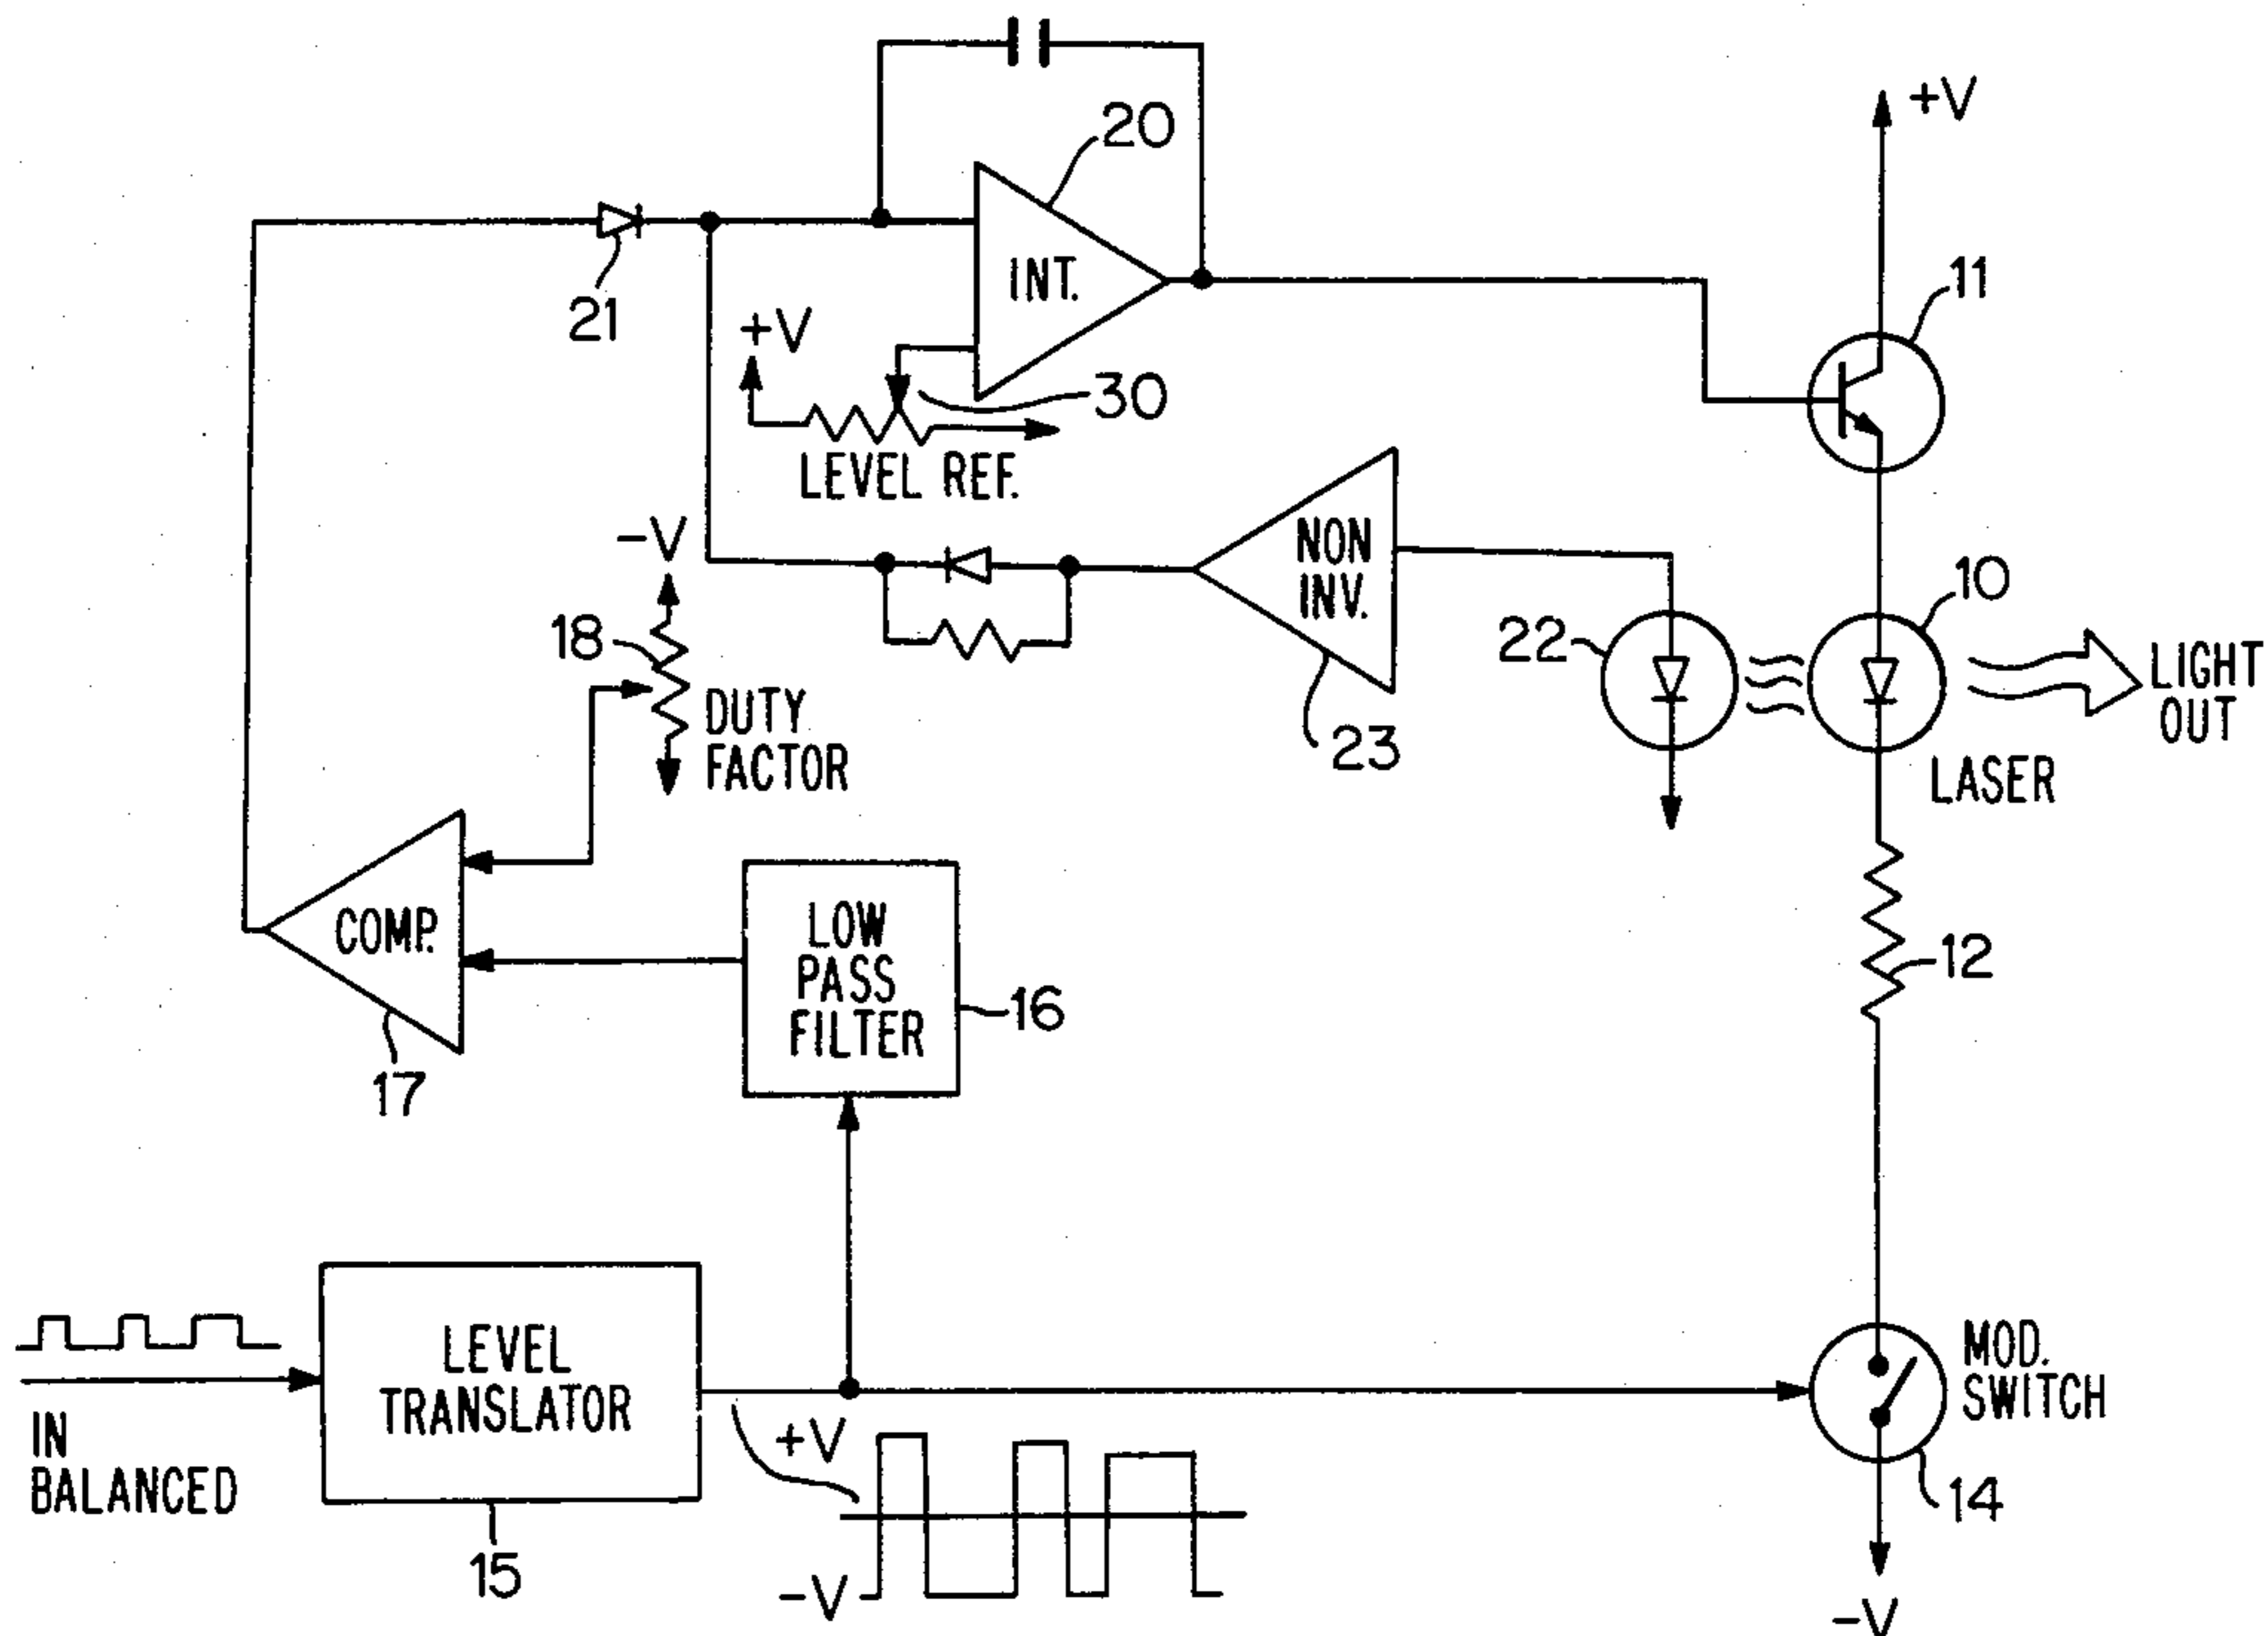 20
+V
INT.
11
21
+V
30
LEVEL REF.
-V
NON
INV.
10
18
22
LIGHT
OUT
DUTY
FACTOR
23
LASER
COMP.
LOW
PASS
FILTER
12
16
17
LEVEL
TRANSLATOR
MOD.
SWITCH
IN
BALANCED
+V
14
15
-V
-V